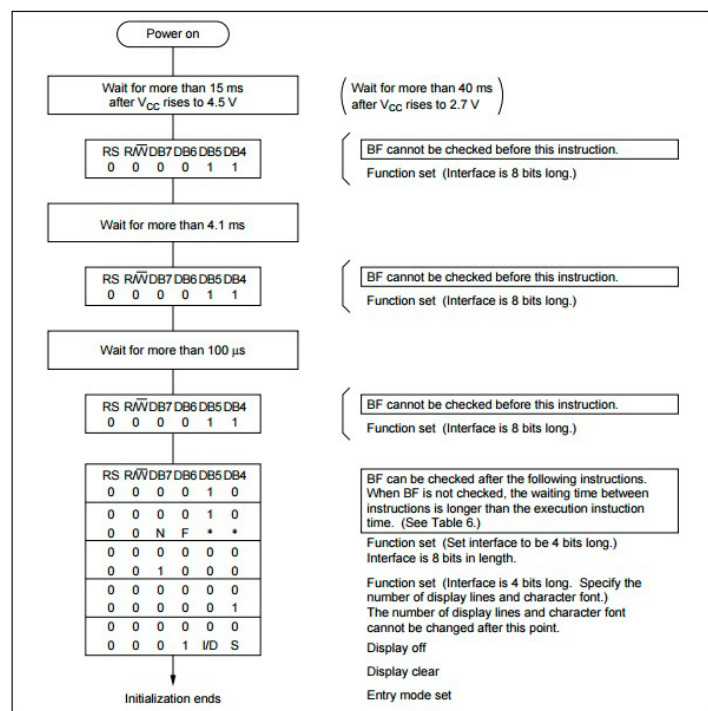 Power on
Wait for more than 15 ms
after VCC rises to 4.5 V
Wait for more than 40 ms
after VCC rises to 2.7 V
RS R/W DB7 DB6 DB5 DB4
0 0 0 0 1 1
BF cannot be checked before this instruction.
Function set (Interface is 8 bits long.)
Wait for more than 4.1 ms
RS R/W DB7 DB6 DB5 DB4
0 0 0 0 1 1
BF cannot be checked before this instruction.
Function set (Interface is 8 bits long.)
Wait for more than 100 µs
RS R/W DB7 DB6 DB5 DB4
0 0 0 0 1 1
BF cannot be checked before this instruction.
Function set (Interface is 8 bits long.)
RS R/W DB7 DB6 DB5 DB4
0 0 0 0 1 0
0 0 0 0 1 0
0 0 N F * *
0 0 0 0 0 0
0 0 1 0 0 0
0 0 0 0 0 0
0 0 0 0 0 1
0 0 0 0 0 0
0 0 0 1 I/D S
Initialization ends
BF can be checked after the following instructions.
When BF is not checked, the waiting time between
instructions is longer than the execution instuction
time. (See Table 6.)
Function set (Set interface to be 4 bits long.)
Interface is 8 bits in length.
Function set (Interface is 4 bits long. Specify the
number of display lines and character font.)
The number of display lines and character font
cannot be changed after this point.
Display off
Display clear
Entry mode set